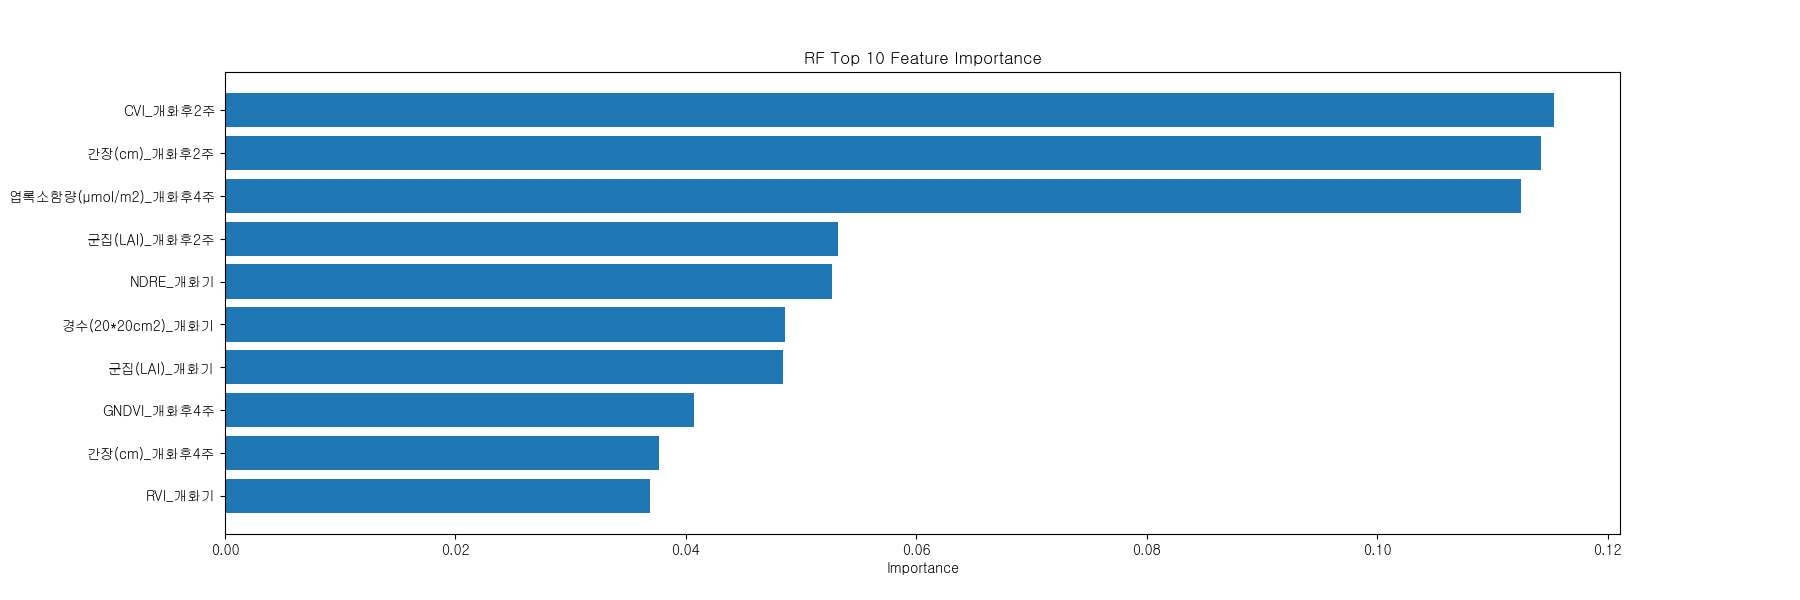 RF Top 10 Feature Importance
CVI_개화후2주
간장(cm)_개화후2주
엽록소함량(μmol/m2)_개화후4주
군집(LAI)_개화후2주
NDRE_개화기
경수(20*20cm2)_개화기
군집(LAI)_개화기
GNDVI_개화후4주
간장(cm)_개화후4주
RVI_개화기
0.00 0.02 0.04 0.06 0.08 0.10 0.12
Importance